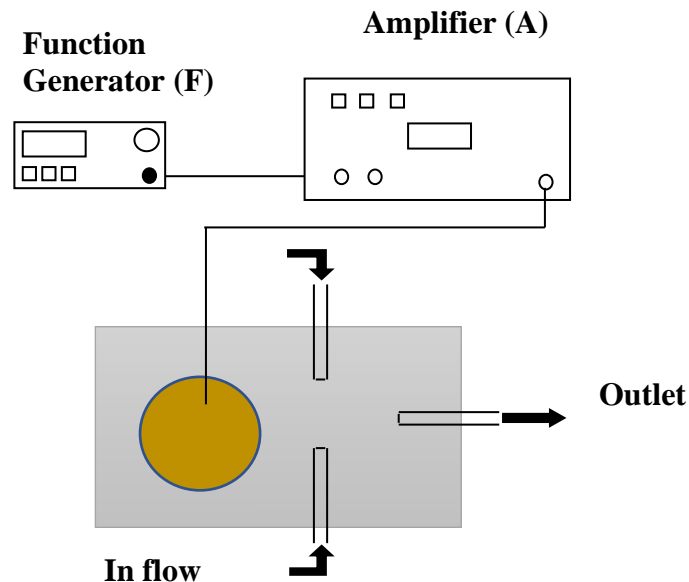 Function
Generator (F)
Amplifier (A)
Outlet
In flow